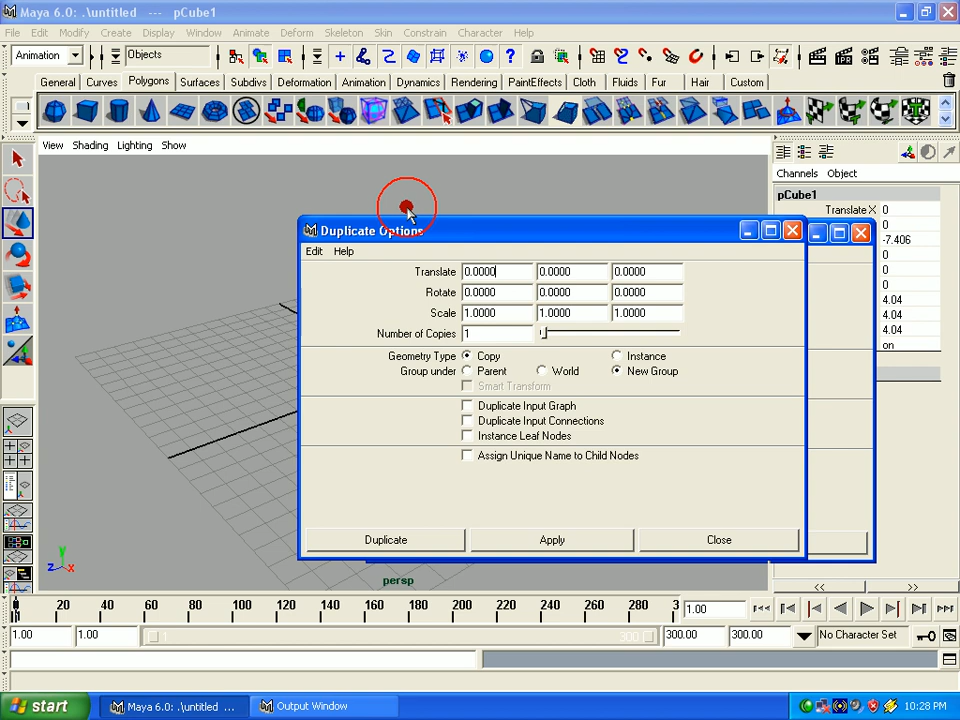 Maya 6.0: .\untitled --- pCube1
File Edit Modify Create Display Window Animate Deform Skeleton Skin Constrain Character Help
Animation Objects
General Curves Polygons Surfaces Subdivs Deformation Animation Dynamics Rendering PaintEffects Cloth Fluids Fur Hair Custom
View Shading Lighting Show
Channels Object
pCube1
Translate X 0
0
-7.406
0
0
0
4.04
4.04
4.04
on
Duplicate Options
Edit Help
Translate 0.0000 0.0000 0.0000
Rotate 0.0000 0.0000 0.0000
Scale 1.0000 1.0000 1.0000
Number of Copies 1
Geometry Type Copy Instance
Group under Parent World New Group
Smart Transform
Duplicate Input Graph
Duplicate Input Connections
Instance Leaf Nodes
Assign Unique Name to Child Nodes
Duplicate Apply Close
y
z x
persp
<< >>
20 40 60 80 100 120 140 160 180 200 220 240 260 280 3 1.00
1.00 1.00 1 300 300.00 300.00 No Character Set
start Maya 6.0: .\untitled ... Output Window 10:28 PM